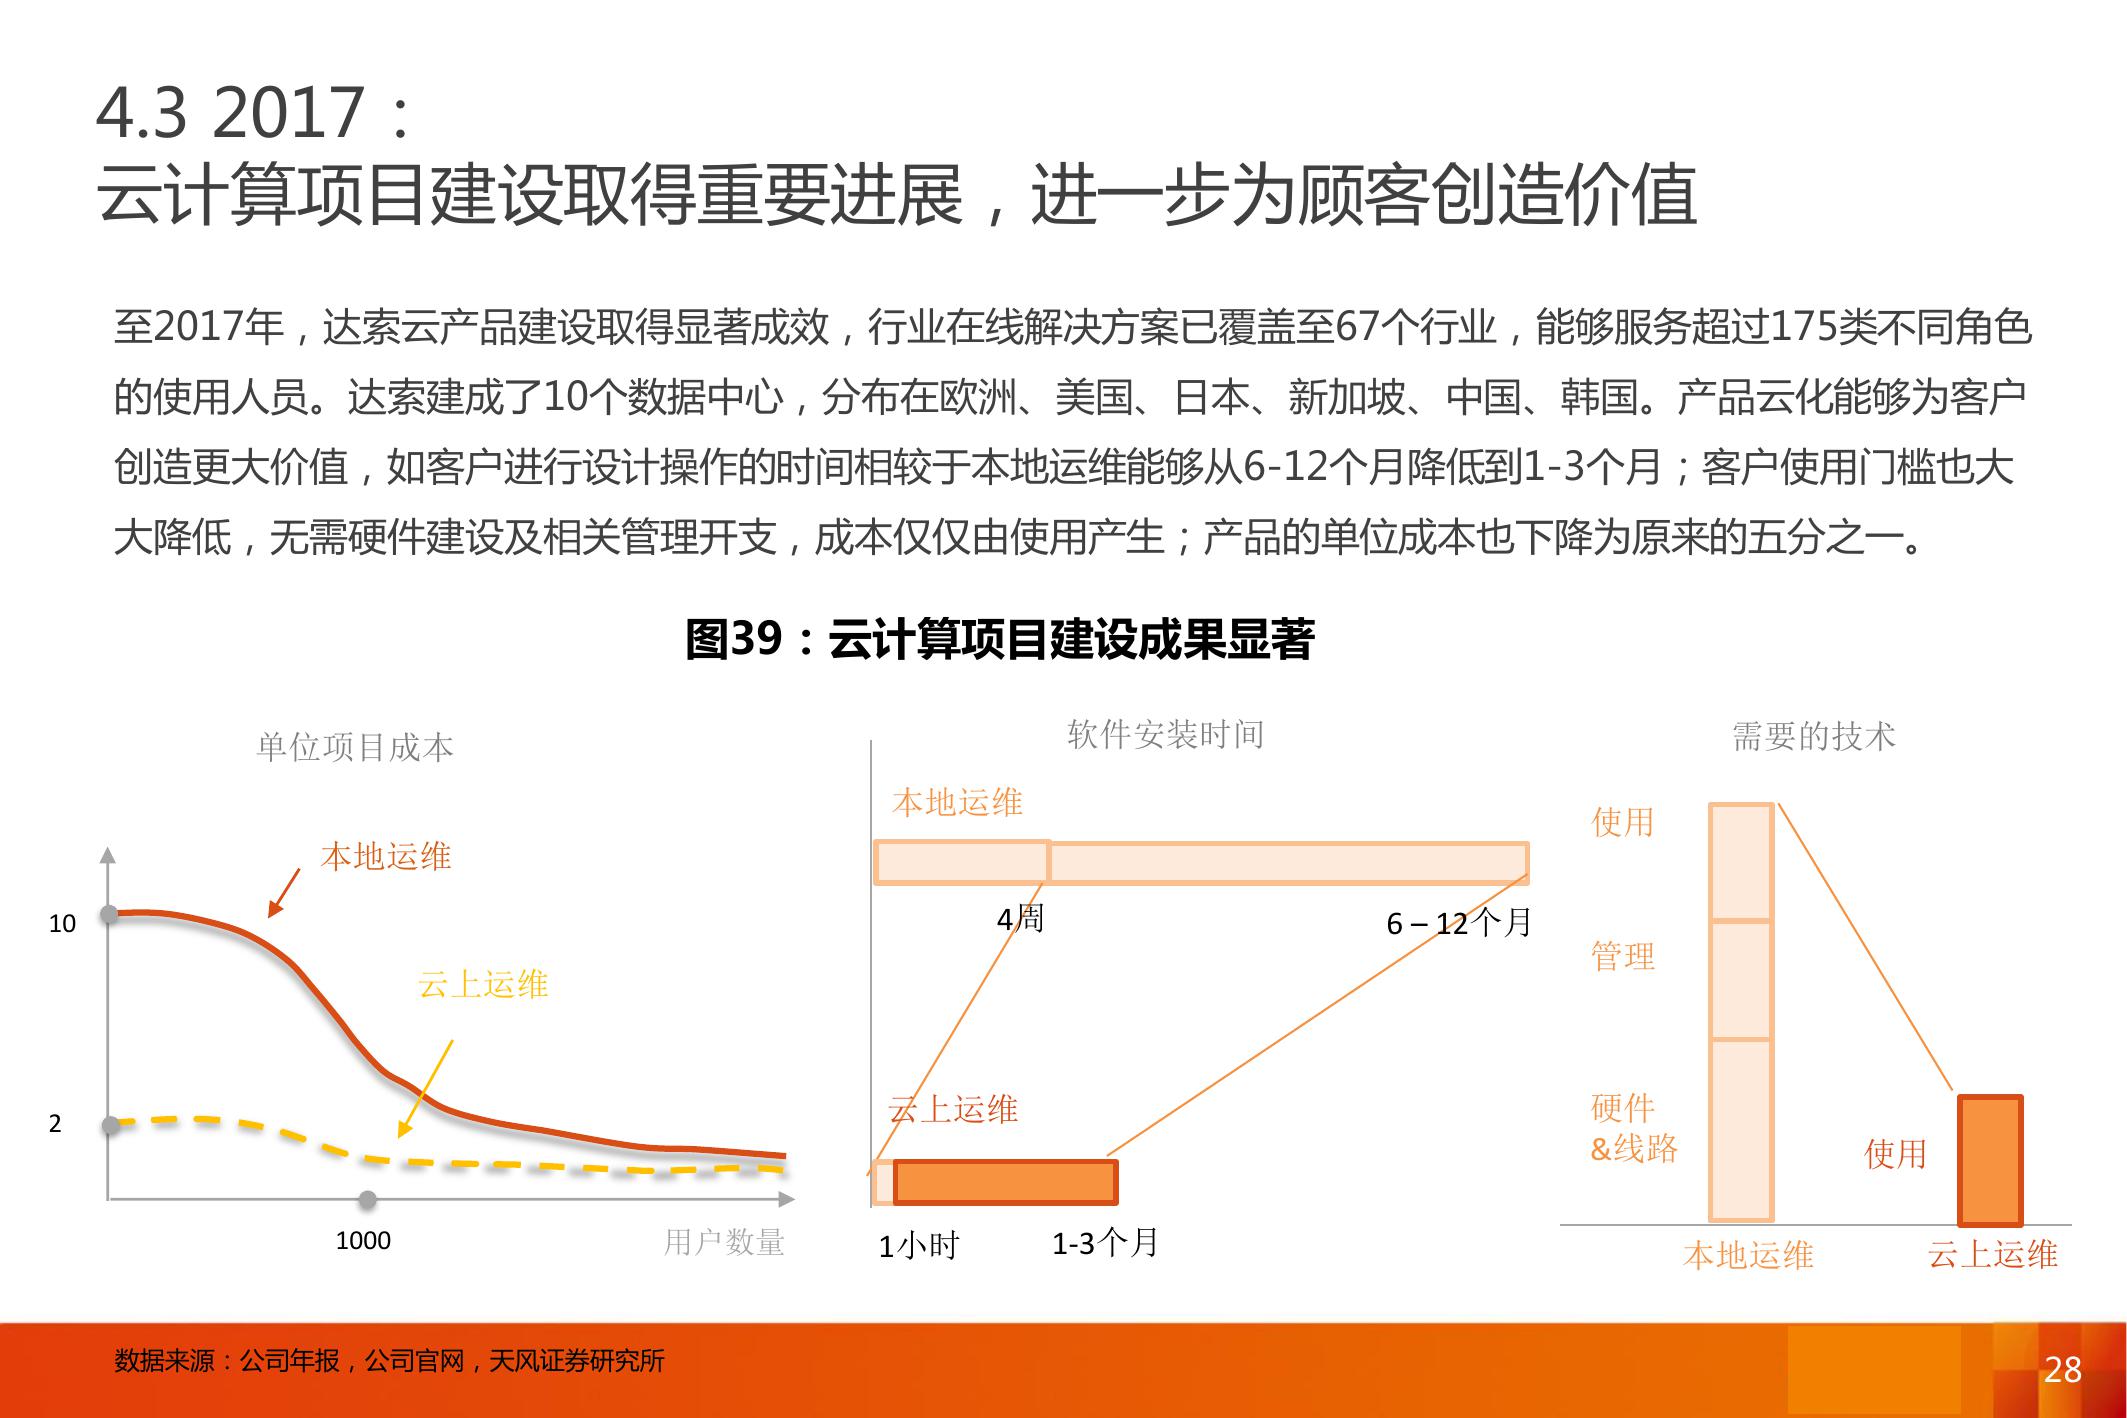 4.3 2017：
云计算项目建设取得重要进展，进一步为顾客创造价值
至2017年，达索云产品建设取得显著成效，行业在线解决方案已覆盖至67个行业，能够服务超过175类不同角色
的使用人员。达索建成了10个数据中心，分布在欧洲、美国、日本、新加坡、中国、韩国。产品云化能够为客户
创造更大价值，如客户进行设计操作的时间相较于本地运维能够从6-12个月降低到1-3个月；客户使用门槛也大
大降低，无需硬件建设及相关管理开支，成本仅仅由使用产生；产品的单位成本也下降为原来的五分之一。
图39：云计算项目建设成果显著
单位项目成本
本地运维
10
云上运维
2
1000
用户数量
软件安装时间
本地运维
4周
6 – 12个月
云上运维
1小时
1-3个月
需要的技术
使用
管理
硬件
&线路
使用
本地运维
云上运维
数据来源：公司年报，公司官网，天风证券研究所
28